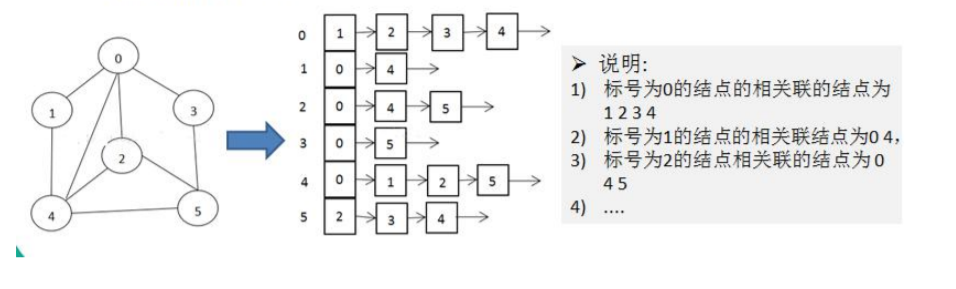 0
1
3
2
4
5
0 1 2 3 4
1 0 4
2 0 4 5
3 0 5
4 0 1 2 5
5 2 3 4
➢ 说明:
1) 标号为0的结点的相关联的结点为
1 2 3 4
2) 标号为1的结点的相关联结点为0 4，
3) 标号为2的结点相关联的结点为0
4 5
4) ....